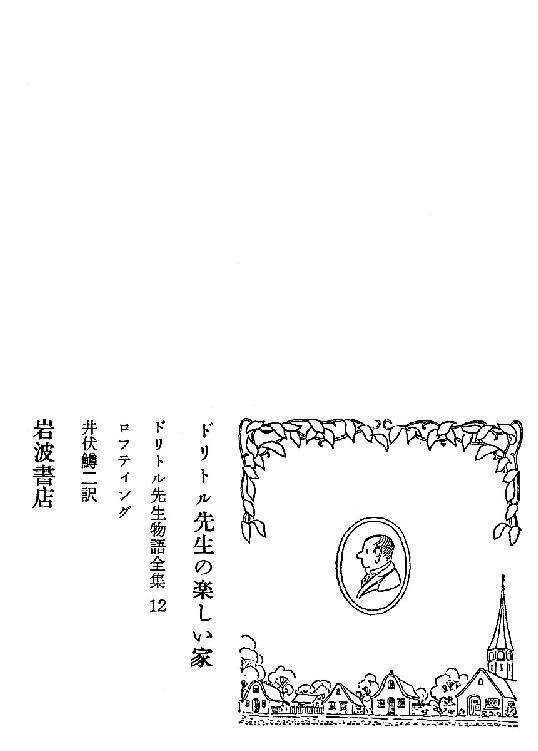 ドリトル先生の楽しい家
ドリトル先生物語全集 12
ロフティング
井伏鱒二訳
岩波書店